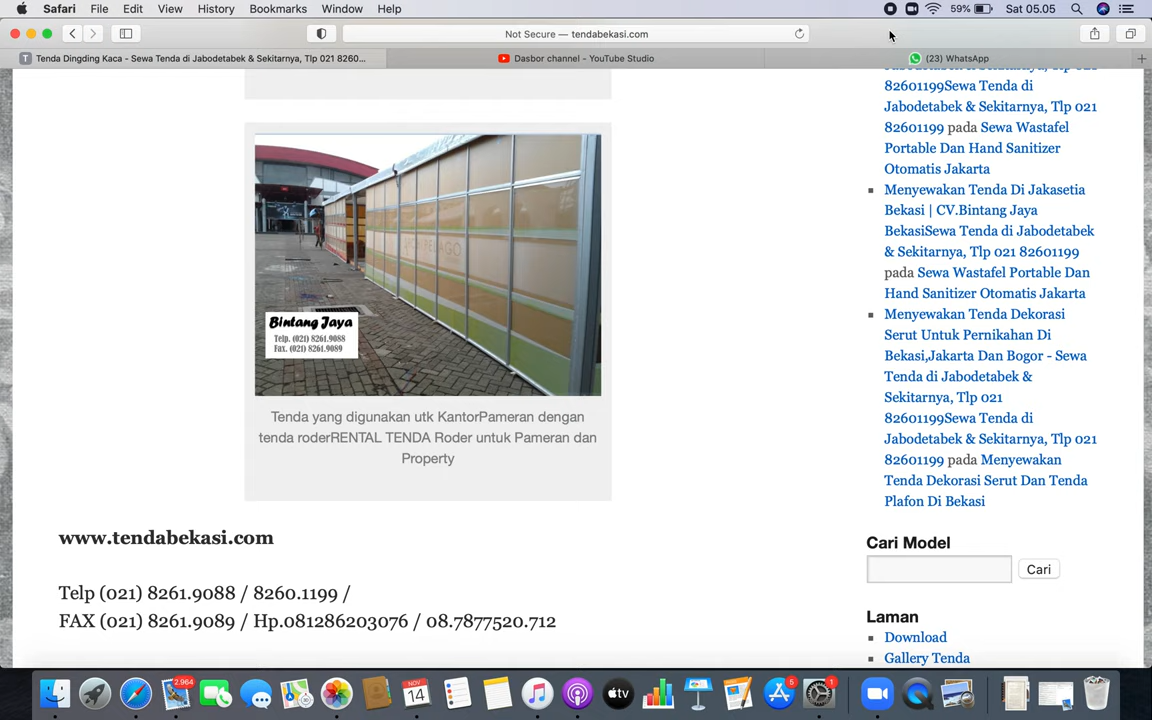 Safari File Edit View History Bookmarks Window Help 59% Sat 05.05
Not Secure — tendabekasi.com
T Tenda Dingding Kaca - Sewa Tenda di Jabodetabek & Sekitarnya, Tlp 021 8260... Dasbor channel - YouTube Studio (23) WhatsApp
Bintang Jaya
Telp. (021) 8261.9088
Fax. (021) 8261.9089
Tenda yang digunakan utk KantorPameran dengan
tenda roderRENTAL TENDA Roder untuk Pameran dan
Property
www.tendabekasi.com
Telp (021) 8261.9088 / 8260.1199 /
FAX (021) 8261.9089 / Hp.081286203076 / 08.7877520.712
Jabodetabek & Sekitarnya, Tlp 021
82601199Sewa Tenda di
Jabodetabek & Sekitarnya, Tlp 021
82601199 pada Sewa Wastafel
Portable Dan Hand Sanitizer
Otomatis Jakarta
Menyewakan Tenda Di Jakasetia
Bekasi | CV.Bintang Jaya
BekasiSewa Tenda di Jabodetabek
& Sekitarnya, Tlp 021 82601199
pada Sewa Wastafel Portable Dan
Hand Sanitizer Otomatis Jakarta
Menyewakan Tenda Dekorasi
Serut Untuk Pernikahan Di
Bekasi,Jakarta Dan Bogor - Sewa
Tenda di Jabodetabek &
Sekitarnya, Tlp 021
82601199Sewa Tenda di
Jabodetabek & Sekitarnya, Tlp 021
82601199 pada Menyewakan
Tenda Dekorasi Serut Dan Tenda
Plafon Di Bekasi
Cari Model
Cari
Laman
Download
Gallery Tenda
2.964
NOV
14
tv
5
1